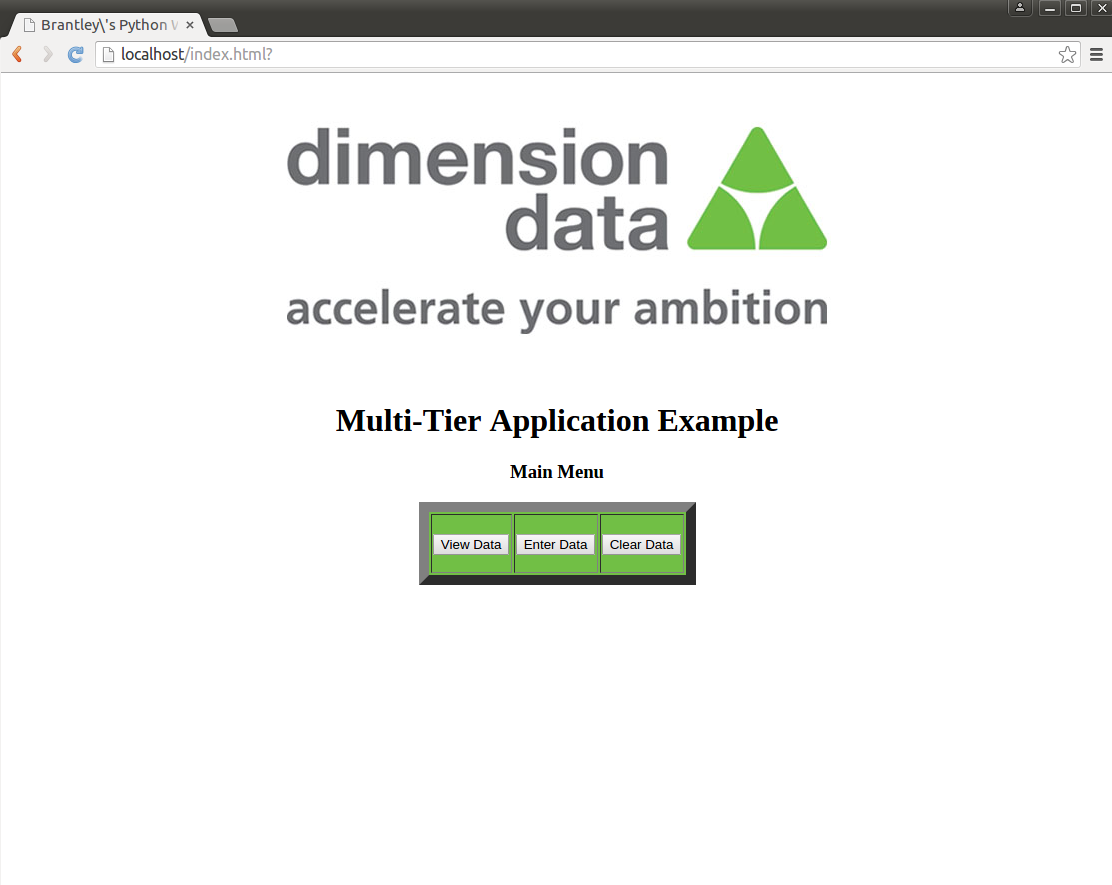 Brantley\'s Python W
localhost/index.html?
dimension
data
accelerate your ambition
Multi-Tier Application Example
Main Menu
View Data Enter Data Clear Data